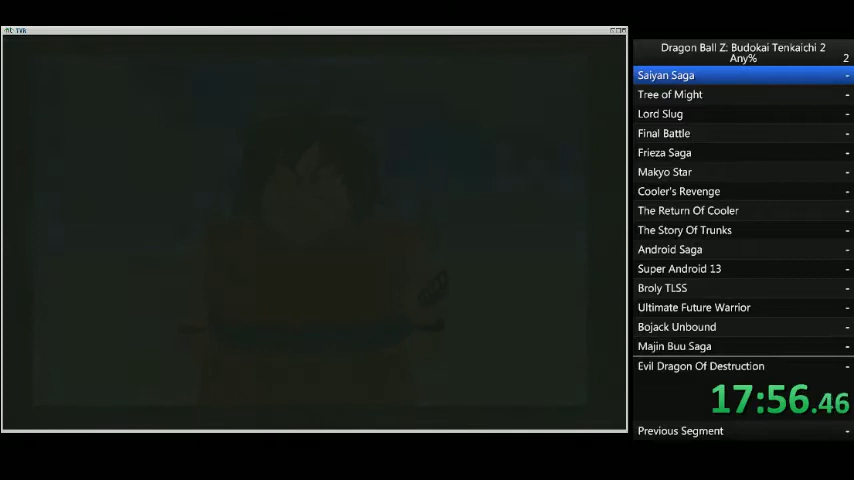 Dragon Ball Z: Budokai Tenkaichi 2
Any% 2
Saiyan Saga -
Tree of Might -
Lord Slug -
Final Battle -
Frieza Saga -
Makyo Star -
Cooler's Revenge -
The Return Of Cooler -
The Story Of Trunks -
Android Saga -
Super Android 13 -
Broly TLSS -
Ultimate Future Warrior -
Bojack Unbound -
Majin Buu Saga -
Evil Dragon Of Destruction -
17:56.46
Previous Segment -